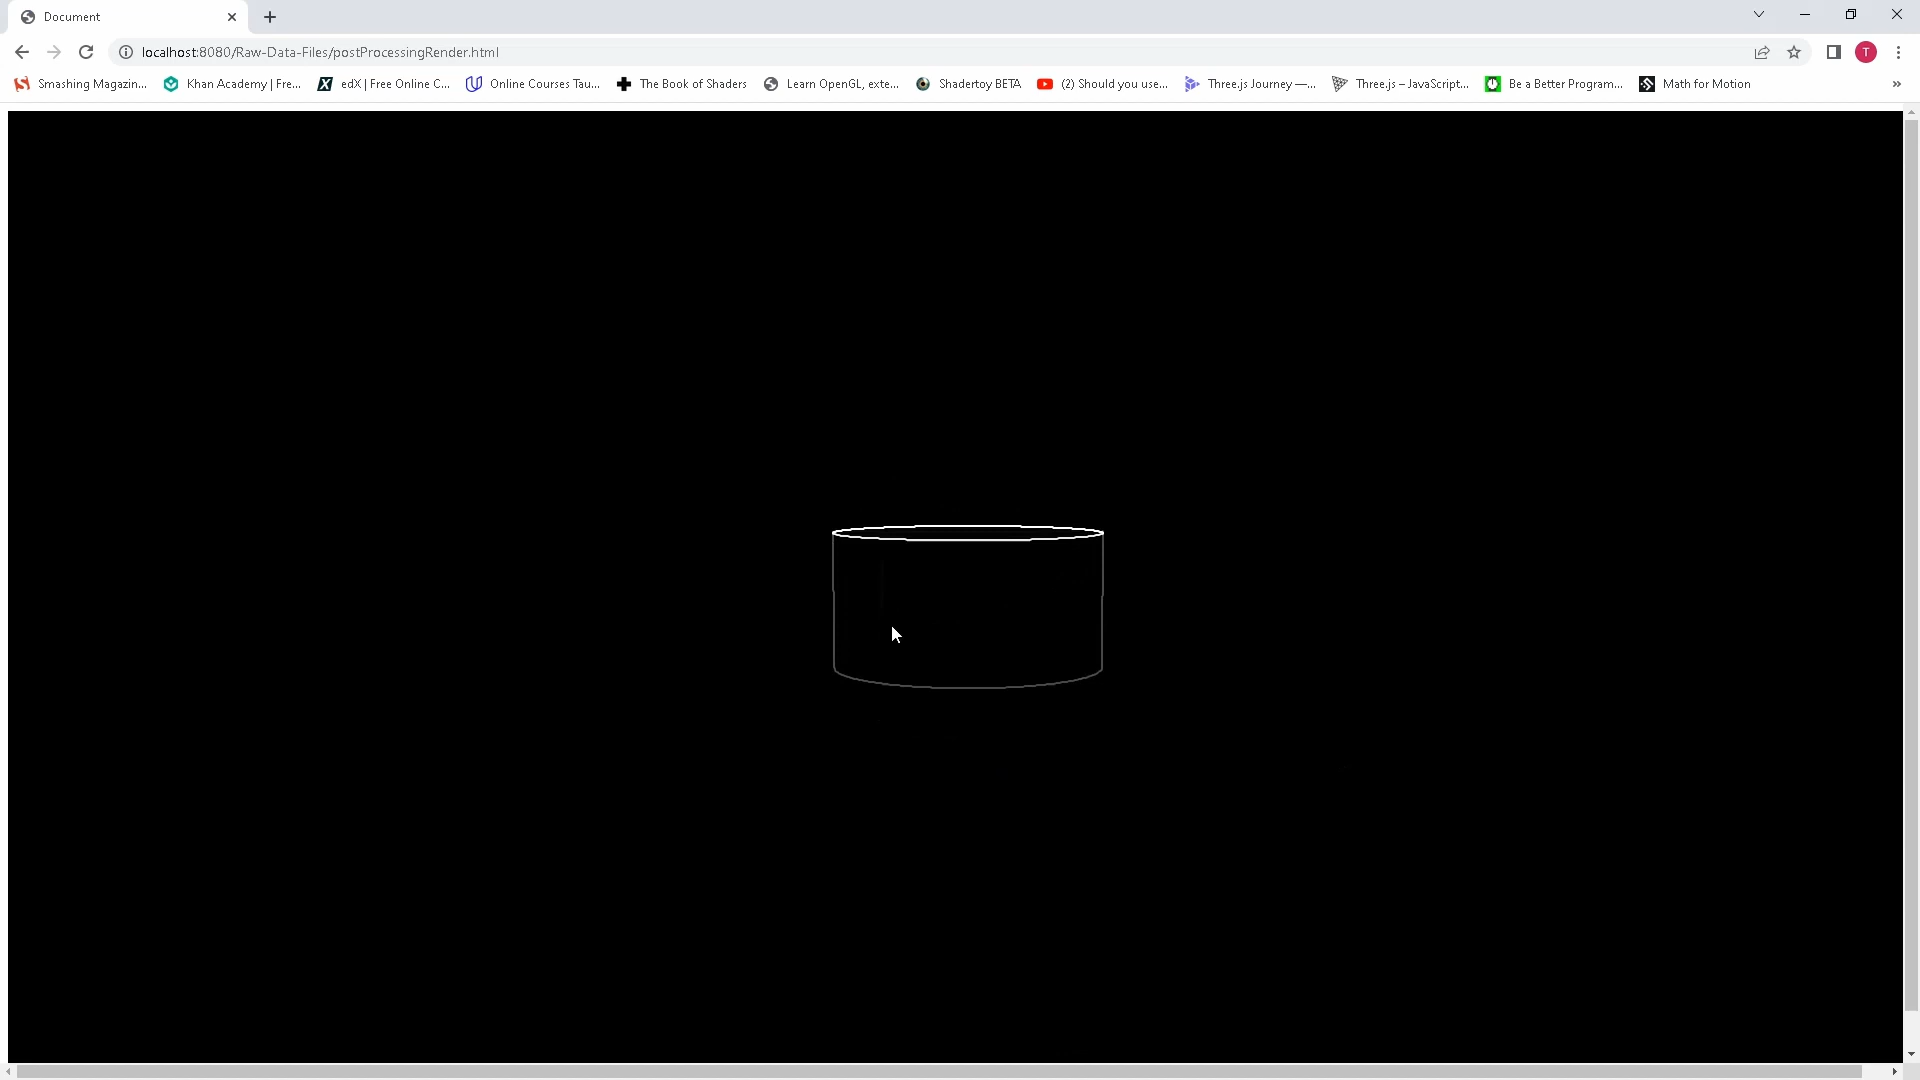 Document
localhost:8080/Raw-Data-Files/postProcessingRender.html
T
Smashing Magazin... Khan Academy | Fre... edX | Free Online C... Online Courses Tau... The Book of Shaders Learn OpenGL, exte... Shadertoy BETA (2) Should you use... Three.js Journey —... Three.js – JavaScript... Be a Better Program... Math for Motion